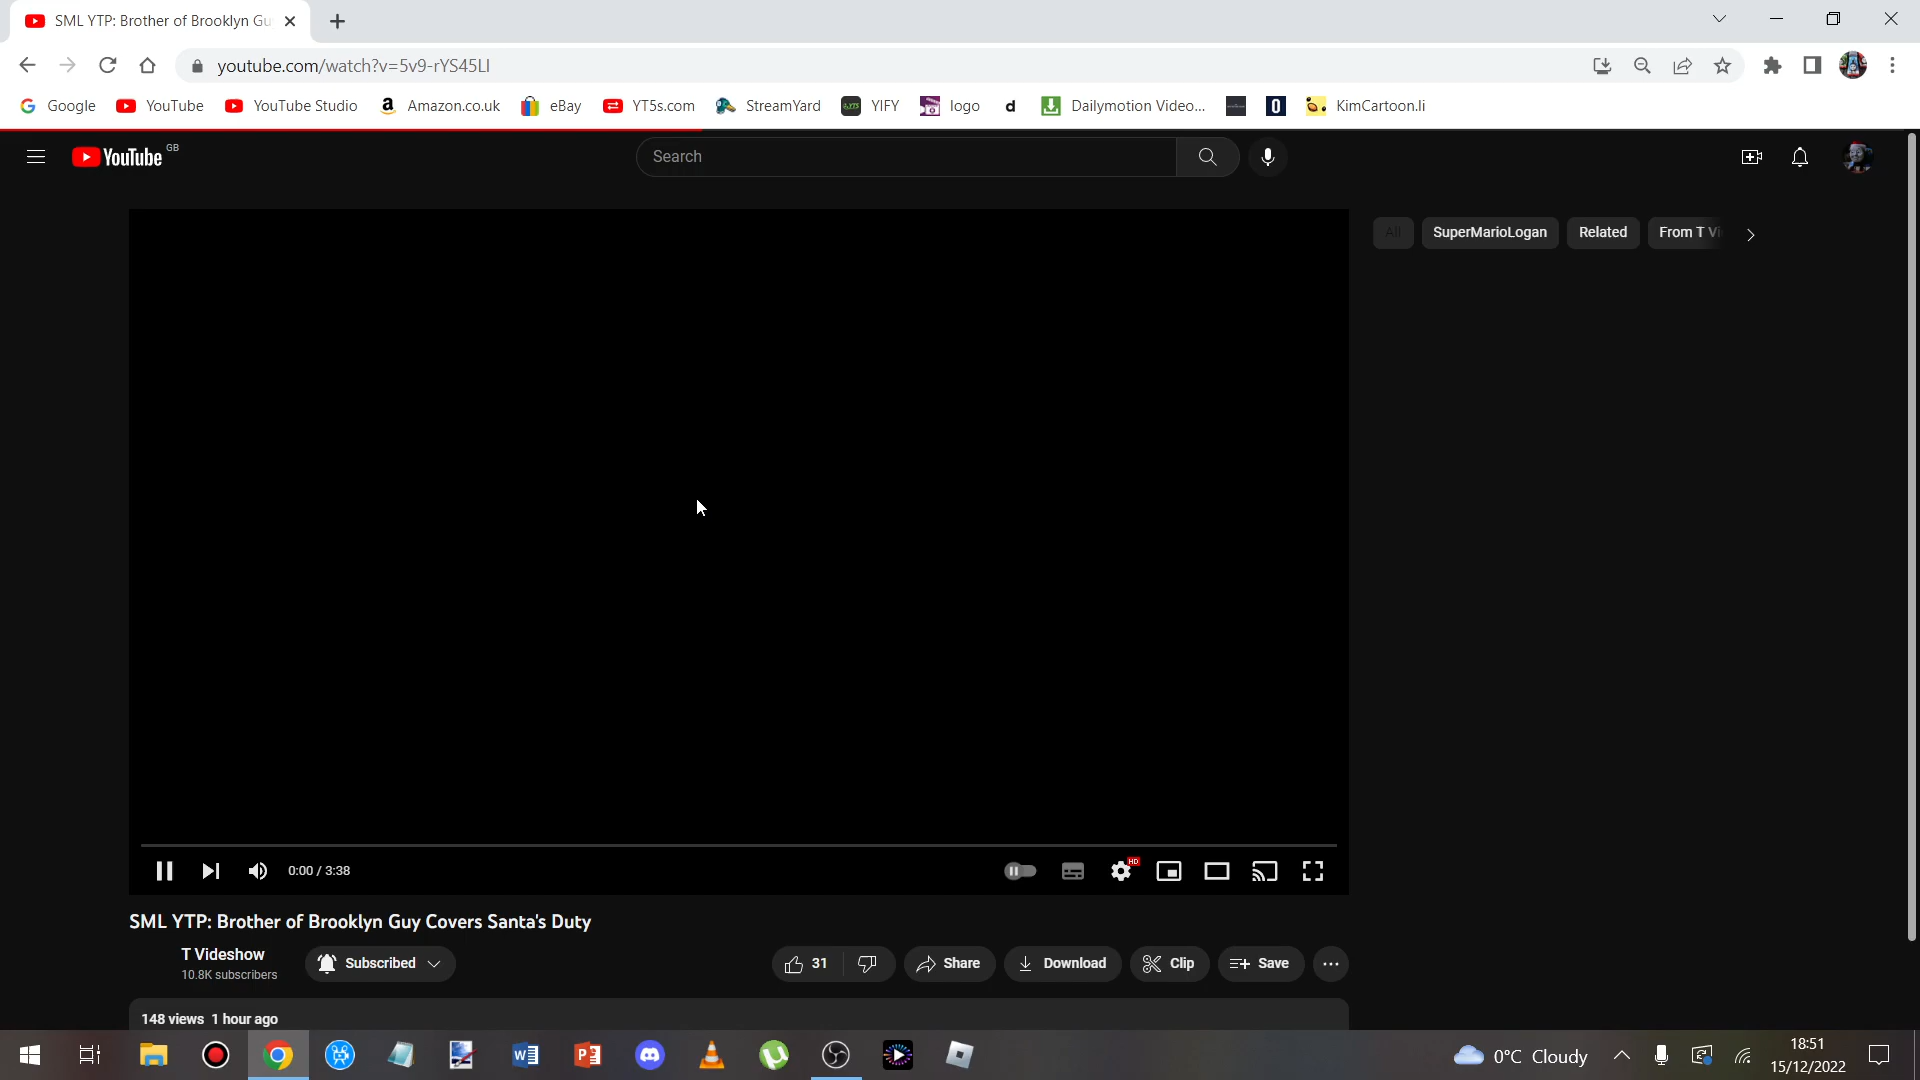 SML YTP: Brother of Brooklyn Gu
youtube.com/watch?v=5v9-rYS45LI
Google YouTube YouTube Studio Amazon.co.uk eBay YT5s.com StreamYard YIFY logo d Dailymotion Video... KimCartoon.li
YouTube GB
Search
All SuperMarioLogan Related From T Vi
0:00 / 3:38
HD
SML YTP: Brother of Brooklyn Guy Covers Santa's Duty
T Videshow
10.8K subscribers
Subscribed
31 Share Download Clip Save
148 views 1 hour ago
0°C Cloudy
18:51
15/12/2022